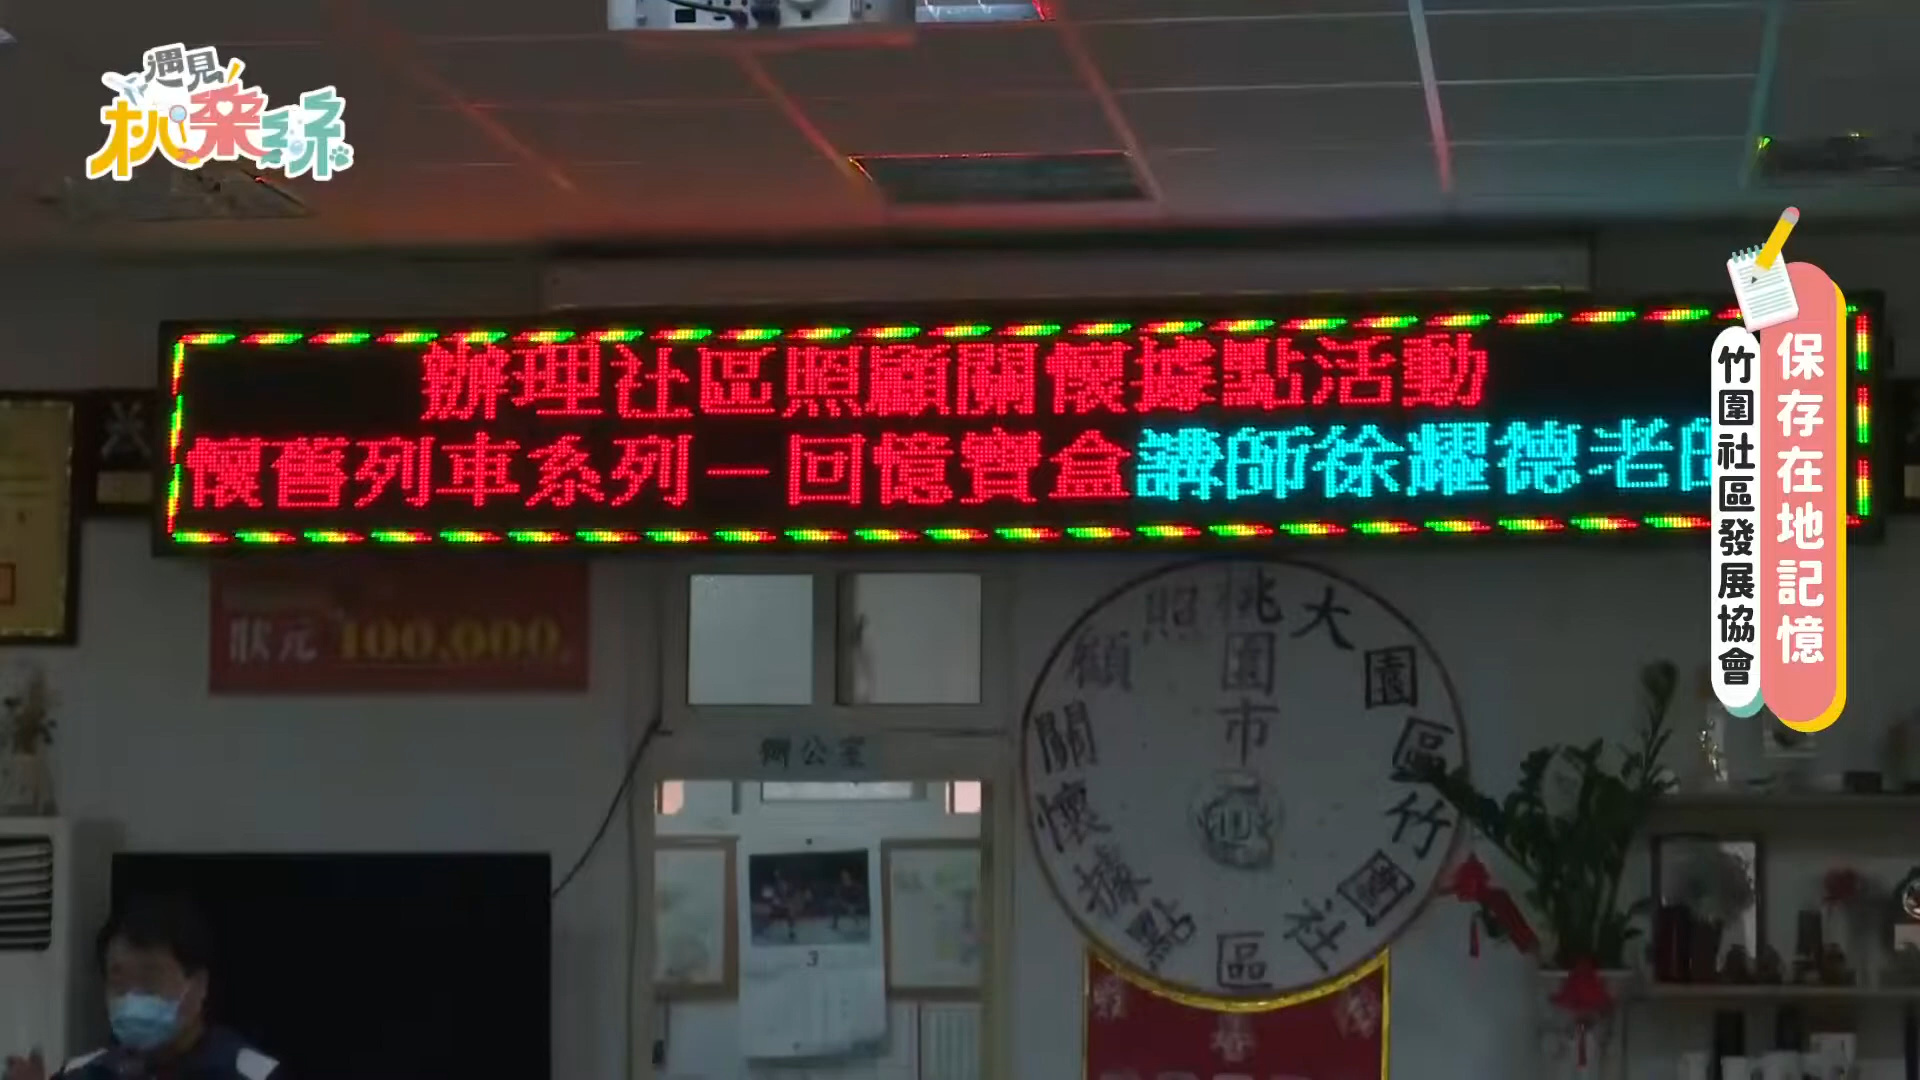 遇見
桃樂絲
辦理社區照顧關懷據點活動
懷舊列車系列－回憶寶盒講師徐耀德老
保存在地記憶
竹圍社區發展協會
狀元 400,000
辦公室
桃園市
大園區竹圍社區
照顧關懷據點
3
春